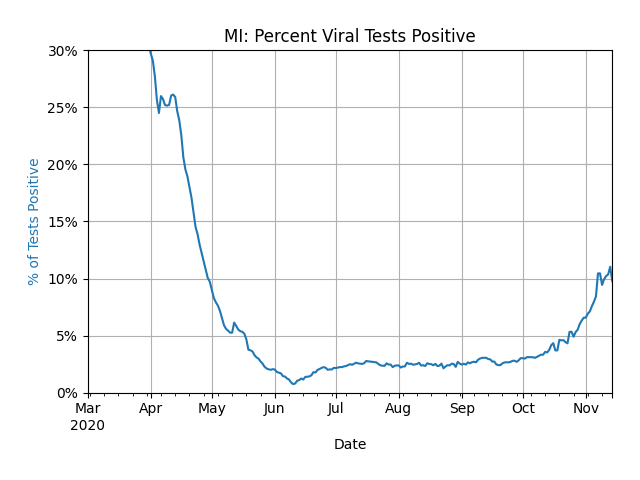 MI: Percent Viral Tests Positive
30%
25%
20%
15%
10%
5%
0%
% of Tests Positive
Mar Apr May Jun Jul Aug Sep Oct Nov
2020
Date